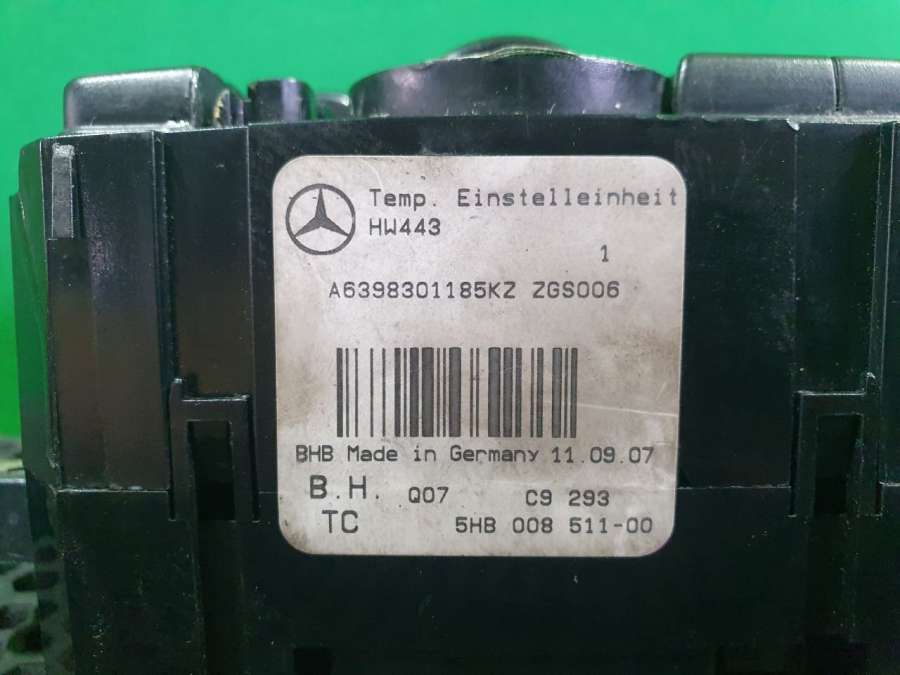 Temp. Einstelleinheit
HW443
1
A6398301185KZ ZGS006
BHB Made in Germany 11.09.07
B.H. Q07 C9 293
TC 5HB 008 511-00